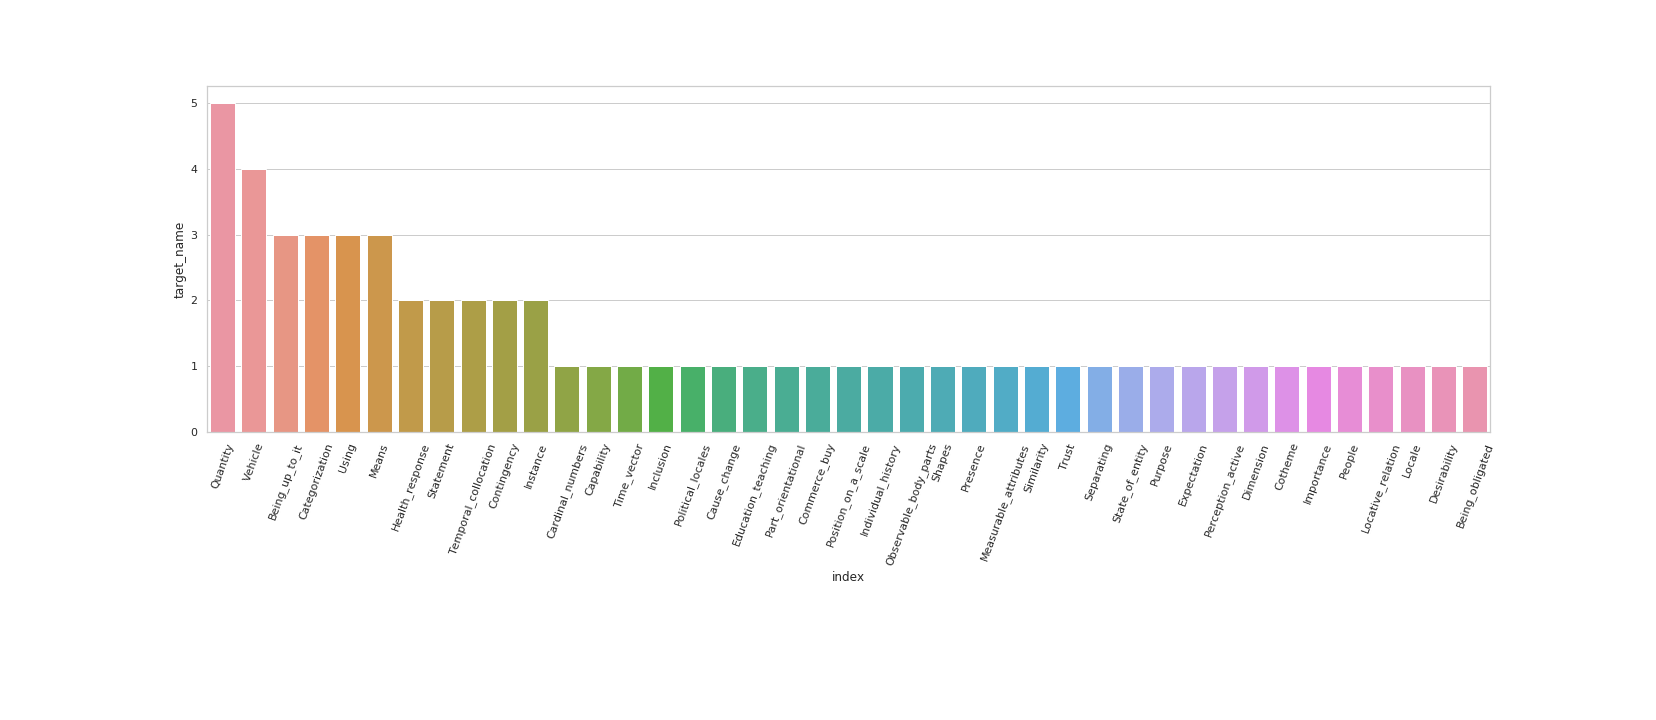 5
4
3
2
1
0
target_name
Quantity
Vehicle
Being_up_to_it
Categorization
Using
Means
Health_response
Statement
Temporal_collocation
Contingency
Instance
Cardinal_numbers
Capability
Time_vector
Inclusion
Political_locales
Cause_change
Education_teaching
Part_orientational
Commerce_buy
Position_on_a_scale
Individual_history
Observable_body_parts
Shapes
Presence
Measurable_attributes
Similarity
Trust
Separating
State_of_entity
Purpose
Expectation
Perception_active
Dimension
Cotheme
Importance
People
Locative_relation
Locale
Desirability
Being_obligated
index